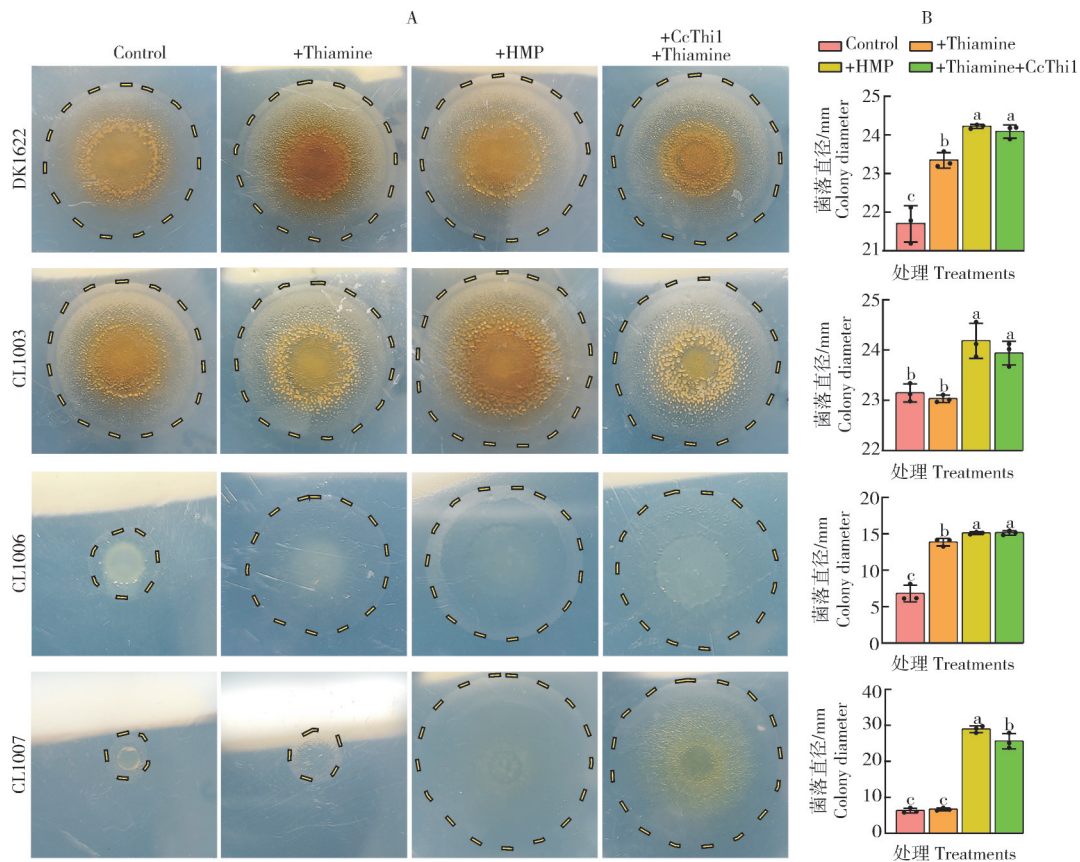 A
Control
+Thiamine
+HMP
+CcThi1
+Thiamine
DK1622
CL1003
CL1006
CL1007
B
Control
+Thiamine
+HMP
+Thiamine+CcThi1
菌落直径/mm
Colony diameter
25
24
23
22
21
c
b
a
a
处理 Treatments
菌落直径/mm
Colony diameter
25
24
23
22
b
b
a
a
处理 Treatments
菌落直径/mm
Colony diameter
20
15
10
5
0
c
b
a
a
处理 Treatments
菌落直径/mm
Colony diameter
40
30
20
10
0
c
c
a
b
处理 Treatments